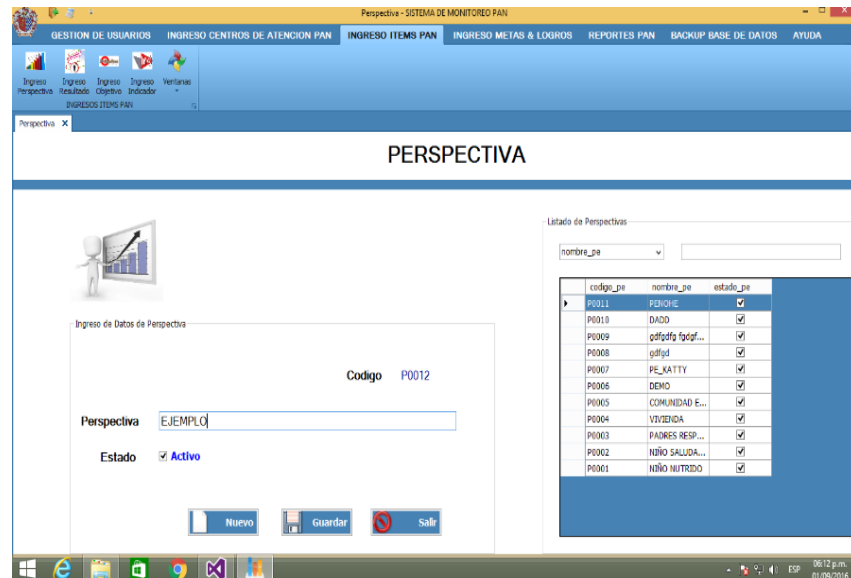 Perspectiva - SISTEMA DE MONITOREO PAN
GESTION DE USUARIOS INGRESO CENTROS DE ATENCION PAN INGRESO ITEMS PAN INGRESO METAS & LOGROS REPORTES PAN BACKUP BASE DE DATOS AYUDA
Ingreso Perspectiva
Ingreso Resultado
Ingreso Objetivo
Ingreso Indicador
Ventanas
INGRESOS ITEMS PAN
Perspectiva X
PERSPECTIVA
Ingreso de Datos de Perspectiva
Codigo P0012
Perspectiva EJEMPLO
Estado Activo
Nuevo Guardar Salir
Listado de Perspectivas
nombre_pe
codigo_pe nombre_pe estado_pe
P0011 PENOHE
P0010 DADD
P0009 gdfgdfg fgdgf...
P0008 gdfgd
P0007 PE_KATTY
P0006 DEMO
P0005 COMUNIDAD E...
P0004 VIVIENDA
P0003 PADRES RESP...
P0002 NIÑO SALUDA...
P0001 NIÑO NUTRIDO
ESP 06:12 p.m.
01/09/2016